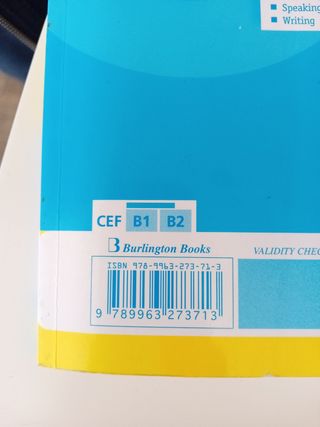 ■ Speaking
■ Writing
CEF B1 B2
B Burlington Books
VALIDITY CHEC
ISBN 978-9963-273-71-3
9 789963 273713